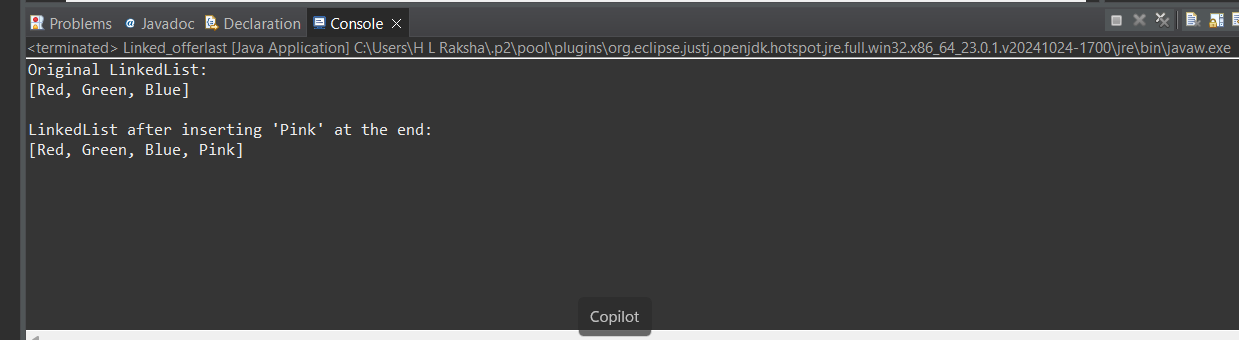 Problems @ Javadoc Declaration Console
<terminated> Linked_offerlast [Java Application] C:\Users\H L Raksha\.p2\pool\plugins\org.eclipse.justj.openjdk.hotspot.jre.full.win32.x86_64_23.0.1.v20241024-1700\jre\bin\javaw.exe
Original LinkedList:
[Red, Green, Blue]
LinkedList after inserting 'Pink' at the end:
[Red, Green, Blue, Pink]
Copilot